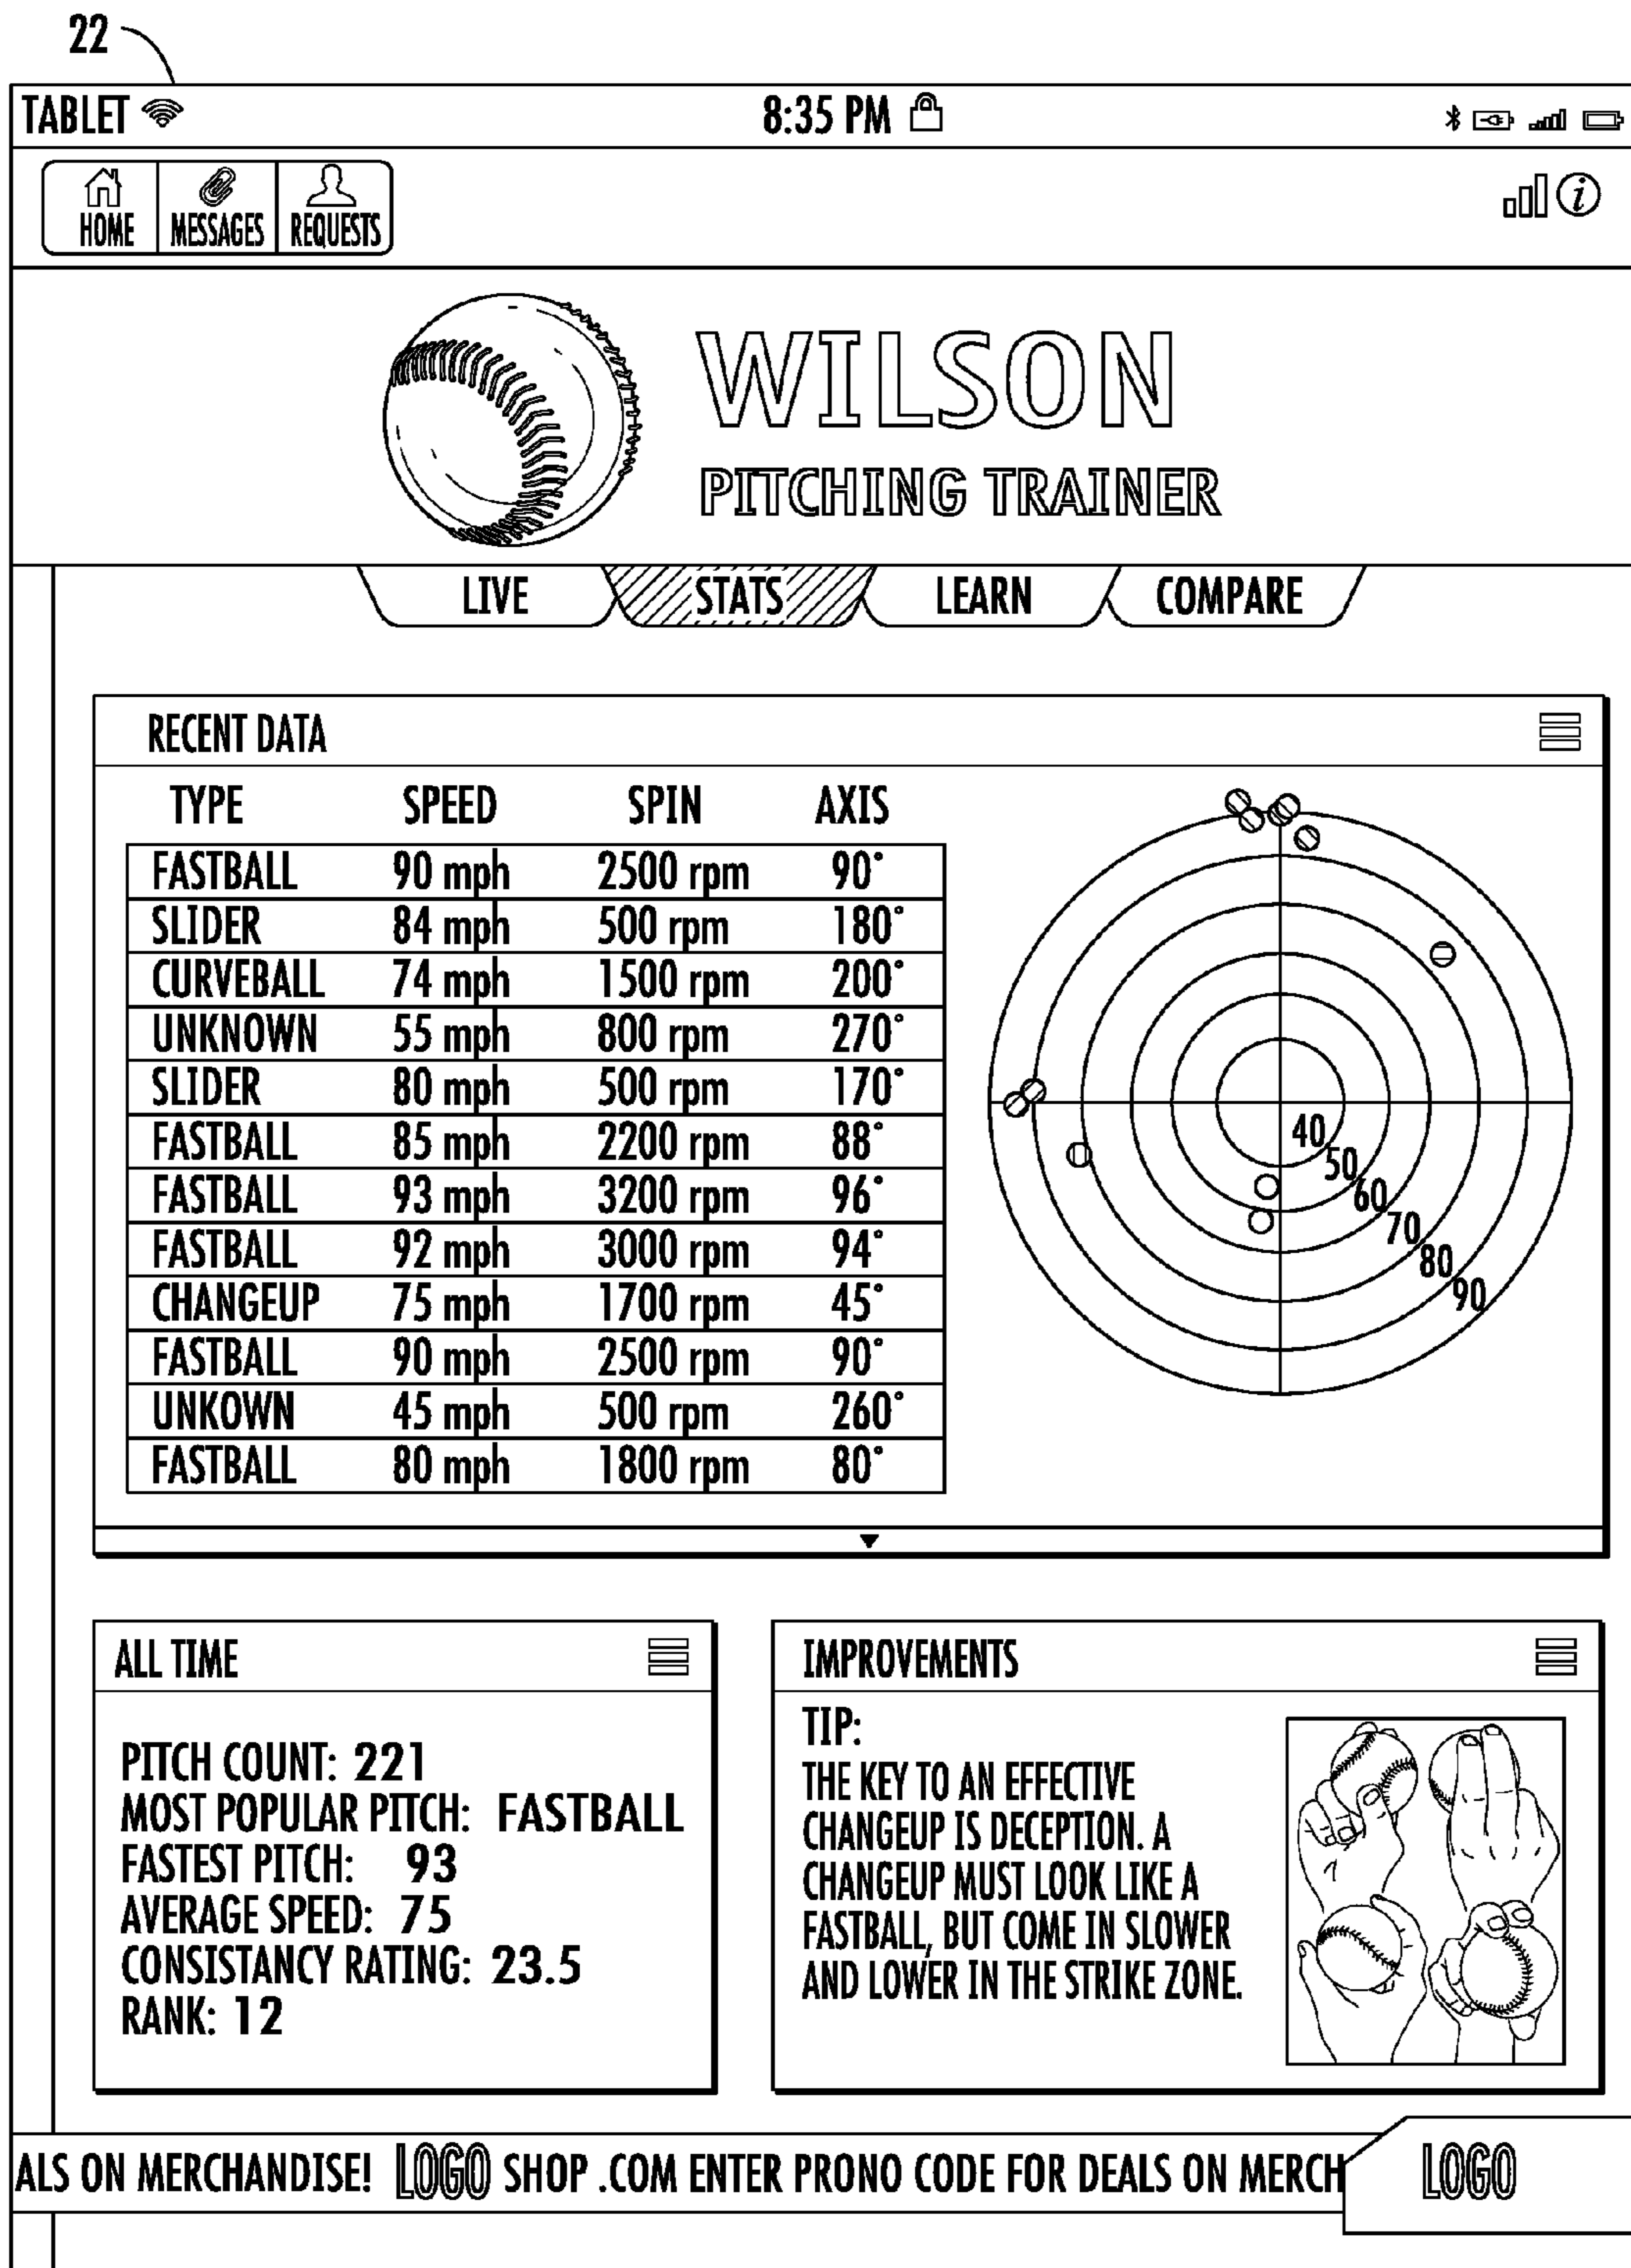 22
TABLET 8:35 PM
HOME MESSAGES REQUESTS i
WILSON
PITCHING TRAINER
LIVE STATS LEARN COMPARE
RECENT DATA
TYPE SPEED SPIN AXIS
FASTBALL 90 mph 2500 rpm 90°
SLIDER 84 mph 500 rpm 180°
CURVEBALL 74 mph 1500 rpm 200°
UNKNOWN 55 mph 800 rpm 270°
SLIDER 80 mph 500 rpm 170°
FASTBALL 85 mph 2200 rpm 88°
FASTBALL 93 mph 3200 rpm 96°
FASTBALL 92 mph 3000 rpm 94°
CHANGEUP 75 mph 1700 rpm 45°
FASTBALL 90 mph 2500 rpm 90°
UNKOWN 45 mph 500 rpm 260°
FASTBALL 80 mph 1800 rpm 80°
40
50
60
70
80
90
ALL TIME
PITCH COUNT: 221
MOST POPULAR PITCH: FASTBALL
FASTEST PITCH: 93
AVERAGE SPEED: 75
CONSISTANCY RATING: 23.5
RANK: 12
IMPROVEMENTS
TIP:
THE KEY TO AN EFFECTIVE
CHANGEUP IS DECEPTION. A
CHANGEUP MUST LOOK LIKE A
FASTBALL, BUT COME IN SLOWER
AND LOWER IN THE STRIKE ZONE.
ALS ON MERCHANDISE! LOGO SHOP .COM ENTER PRONO CODE FOR DEALS ON MERCH LOGO